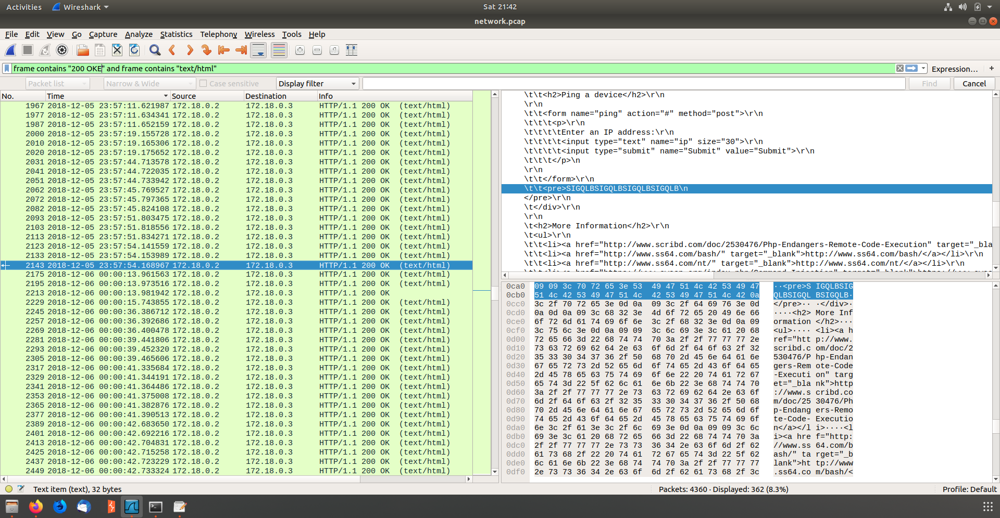 Activities Wireshark Sat 21:42
network.pcap
File Edit View Go Capture Analyze Statistics Telephony Wireless Tools Help
frame contains "200 OKE" and frame contains "text/html" Expression… +
Packet list Narrow & Wide Case sensitive Display filter Find Cancel
No. Time Source Destination Info
1967 2018-12-05 23:57:11.621987 172.18.0.2 172.18.0.3 HTTP/1.1 200 OK (text/html)
1977 2018-12-05 23:57:11.634341 172.18.0.2 172.18.0.3 HTTP/1.1 200 OK (text/html)
1987 2018-12-05 23:57:11.652159 172.18.0.2 172.18.0.3 HTTP/1.1 200 OK (text/html)
2000 2018-12-05 23:57:19.155728 172.18.0.2 172.18.0.3 HTTP/1.1 200 OK (text/html)
2010 2018-12-05 23:57:19.165306 172.18.0.2 172.18.0.3 HTTP/1.1 200 OK (text/html)
2020 2018-12-05 23:57:19.175652 172.18.0.2 172.18.0.3 HTTP/1.1 200 OK (text/html)
2031 2018-12-05 23:57:44.713578 172.18.0.2 172.18.0.3 HTTP/1.1 200 OK (text/html)
2041 2018-12-05 23:57:44.722035 172.18.0.2 172.18.0.3 HTTP/1.1 200 OK (text/html)
2051 2018-12-05 23:57:44.733942 172.18.0.2 172.18.0.3 HTTP/1.1 200 OK (text/html)
2062 2018-12-05 23:57:45.769527 172.18.0.2 172.18.0.3 HTTP/1.1 200 OK (text/html)
2072 2018-12-05 23:57:45.797365 172.18.0.2 172.18.0.3 HTTP/1.1 200 OK (text/html)
2082 2018-12-05 23:57:45.824108 172.18.0.2 172.18.0.3 HTTP/1.1 200 OK (text/html)
2093 2018-12-05 23:57:51.803475 172.18.0.2 172.18.0.3 HTTP/1.1 200 OK (text/html)
2103 2018-12-05 23:57:51.818556 172.18.0.2 172.18.0.3 HTTP/1.1 200 OK (text/html)
2113 2018-12-05 23:57:51.834271 172.18.0.2 172.18.0.3 HTTP/1.1 200 OK (text/html)
2123 2018-12-05 23:57:54.141559 172.18.0.2 172.18.0.3 HTTP/1.1 200 OK (text/html)
2133 2018-12-05 23:57:54.153989 172.18.0.2 172.18.0.3 HTTP/1.1 200 OK (text/html)
2143 2018-12-05 23:57:54.168967 172.18.0.2 172.18.0.3 HTTP/1.1 200 OK (text/html)
2175 2018-12-06 00:00:13.961563 172.18.0.2 172.18.0.3 HTTP/1.1 200 OK (text/html)
2195 2018-12-06 00:00:13.973516 172.18.0.2 172.18.0.3 HTTP/1.1 200 OK (text/html)
2213 2018-12-06 00:00:13.981942 172.18.0.2 172.18.0.3 HTTP/1.1 200 OK
2229 2018-12-06 00:00:15.743855 172.18.0.2 172.18.0.3 HTTP/1.1 200 OK (text/html)
2245 2018-12-06 00:00:36.386712 172.18.0.2 172.18.0.3 HTTP/1.1 200 OK (text/html)
2257 2018-12-06 00:00:36.392686 172.18.0.2 172.18.0.3 HTTP/1.1 200 OK (text/html)
2269 2018-12-06 00:00:36.400478 172.18.0.2 172.18.0.3 HTTP/1.1 200 OK (text/html)
2281 2018-12-06 00:00:39.441806 172.18.0.2 172.18.0.3 HTTP/1.1 200 OK (text/html)
2293 2018-12-06 00:00:39.452320 172.18.0.2 172.18.0.3 HTTP/1.1 200 OK (text/html)
2305 2018-12-06 00:00:39.465606 172.18.0.2 172.18.0.3 HTTP/1.1 200 OK (text/html)
2317 2018-12-06 00:00:41.335684 172.18.0.2 172.18.0.3 HTTP/1.1 200 OK (text/html)
2329 2018-12-06 00:00:41.344191 172.18.0.2 172.18.0.3 HTTP/1.1 200 OK (text/html)
2341 2018-12-06 00:00:41.364486 172.18.0.2 172.18.0.3 HTTP/1.1 200 OK (text/html)
2353 2018-12-06 00:00:41.375008 172.18.0.2 172.18.0.3 HTTP/1.1 200 OK (text/html)
2365 2018-12-06 00:00:41.382876 172.18.0.2 172.18.0.3 HTTP/1.1 200 OK (text/html)
2377 2018-12-06 00:00:41.390513 172.18.0.2 172.18.0.3 HTTP/1.1 200 OK (text/html)
2389 2018-12-06 00:00:42.683650 172.18.0.2 172.18.0.3 HTTP/1.1 200 OK (text/html)
2401 2018-12-06 00:00:42.692216 172.18.0.2 172.18.0.3 HTTP/1.1 200 OK (text/html)
2413 2018-12-06 00:00:42.704831 172.18.0.2 172.18.0.3 HTTP/1.1 200 OK (text/html)
2425 2018-12-06 00:00:42.715258 172.18.0.2 172.18.0.3 HTTP/1.1 200 OK (text/html)
2437 2018-12-06 00:00:42.723229 172.18.0.2 172.18.0.3 HTTP/1.1 200 OK (text/html)
2449 2018-12-06 00:00:42.733324 172.18.0.2 172.18.0.3 HTTP/1.1 200 OK (text/html)
\t\t<h2>Ping a device</h2>\r\n
\r\n
\t\t<form name="ping" action="#" method="post">\r\n
\t\t\t<p>\r\n
\t\t\t\tEnter an IP address:\r\n
\t\t\t\t<input type="text" name="ip" size="30">\r\n
\t\t\t\t<input type="submit" name="Submit" value="Submit">\r\n
\t\t\t</p>\n
\r\n
\t\t</form>\r\n
\t\t<pre>SIGQLBSIGQLBSIGQLBSIGQLB\n
</pre>\r\n
\t</div>\r\n
\r\n
\t<h2>More Information</h2>\r\n
\t<ul>\r\n
\t\t<li><a href="http://www.scribd.com/doc/2530476/Php-Endangers-Remote-Code-Execution" target="_bla
\t\t<li><a href="http://www.ss64.com/bash/" target="_blank">http://www.ss64.com/bash/</a></li>\r\n
\t\t<li><a href="http://www.ss64.com/nt/" target="_blank">http://www.ss64.com/nt/</a></li>\r\n
0ca0 09 09 3c 70 72 65 3e 53 49 47 51 4c 42 53 49 47 ··<pre>S IGQLBSIG
0cb0 51 4c 42 53 49 47 51 4c 42 53 49 47 51 4c 42 0a QLBSIGQL BSIGQLB·
0cc0 3c 2f 70 72 65 3e 0d 0a 09 3c 2f 64 69 76 3e 0d </pre>·· ·</div>·
0cd0 0a 0d 0a 09 3c 68 32 3e 4d 6f 72 65 20 49 6e 66 ····<h2> More Inf
0ce0 6f 72 6d 61 74 69 6f 6e 3c 2f 68 32 3e 0d 0a 09 ormation </h2>···
0cf0 3c 75 6c 3e 0d 0a 09 09 3c 6c 69 3e 3c 61 20 68 <ul>···· <li><a h
0d00 72 65 66 3d 22 68 74 74 70 3a 2f 2f 77 77 77 2e ref="htt p://www.
0d10 73 63 72 69 62 64 2e 63 6f 6d 2f 64 6f 63 2f 32 scribd.c om/doc/2
0d20 35 33 30 34 37 36 2f 50 68 70 2d 45 6e 64 61 6e 530476/P hp-Endan
0d30 67 65 72 73 2d 52 65 6d 6f 74 65 2d 43 6f 64 65 gers-Rem ote-Code
0d40 2d 45 78 65 63 75 74 69 6f 6e 22 20 74 61 72 67 -Executi on" targ
0d50 65 74 3d 22 5f 62 6c 61 6e 6b 22 3e 68 74 74 70 et="_bla nk">http
0d60 3a 2f 2f 77 77 77 2e 73 63 72 69 62 64 2e 63 6f ://www.s cribd.co
0d70 6d 2f 64 6f 63 2f 32 35 33 30 34 37 36 2f 50 68 m/doc/25 30476/Ph
0d80 70 2d 45 6e 64 61 6e 67 65 72 73 2d 52 65 6d 6f p-Endang ers-Remo
0d90 74 65 2d 43 6f 64 65 2d 45 78 65 63 75 74 69 6f te-Code- Executio
0da0 6e 3c 2f 61 3e 3c 2f 6c 69 3e 0d 0a 09 09 3c 6c n</a></l i>····<l
0db0 69 3e 3c 61 20 68 72 65 66 3d 22 68 74 74 70 3a i><a hre f="http:
0dc0 2f 2f 77 77 77 2e 73 73 36 34 2e 63 6f 6d 2f 62 //www.ss 64.com/b
0dd0 61 73 68 2f 22 20 74 61 72 67 65 74 3d 22 5f 62 ash/" ta rget="_b
0de0 6c 61 6e 6b 22 3e 68 74 74 70 3a 2f 2f 77 77 77 lank">ht tp://www
0df0 2e 73 73 36 34 2e 63 6f 6d 2f 62 61 73 68 2f 3c .ss64.co m/bash/<
Text item (text), 32 bytes Packets: 4360 · Displayed: 362 (8.3%) Profile: Default